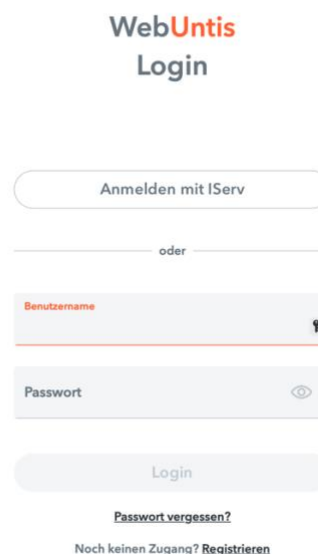 WebUntis
Login
Anmelden mit IServ
oder
Benutzername
Passwort
Login
Passwort vergessen?
Noch keinen Zugang? Registrieren